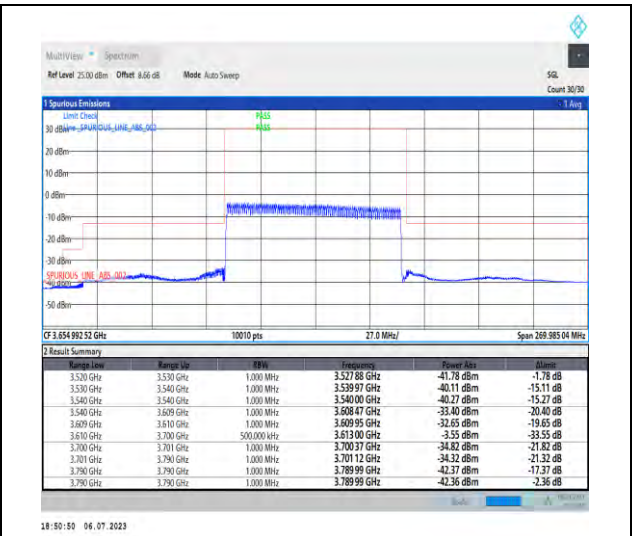 MultiView Spectrum
Ref Level 25.00 dBm Offset 8.66 dB Mode Auto Sweep SGL
Count 30/30
1 Spurious Emissions 1 Avg
Limit Check PASS
30 dBm Line _SPURIOUS_LINE_ABS_002 PASS
20 dBm
10 dBm
0 dBm
-10 dBm
-20 dBm
-30 dBm
SPURIOUS_LINE_ABS_002
-40 dBm
-50 dBm
CF 3.654 992 52 GHz 10010 pts 27.0 MHz/ Span 269.985 04 MHz
2 Result Summary
Range Low Range Up RBW Frequency Power Abs ΔLimit
3.520 GHz 3.530 GHz 1.000 MHz 3.527 88 GHz -41.78 dBm -1.78 dB
3.530 GHz 3.540 GHz 1.000 MHz 3.539 97 GHz -40.11 dBm -15.11 dB
3.540 GHz 3.540 GHz 1.000 MHz 3.540 00 GHz -40.27 dBm -15.27 dB
3.540 GHz 3.609 GHz 1.000 MHz 3.608 47 GHz -33.40 dBm -20.40 dB
3.609 GHz 3.610 GHz 1.000 MHz 3.609 95 GHz -32.65 dBm -19.65 dB
3.610 GHz 3.700 GHz 500.000 kHz 3.613 00 GHz -3.55 dBm -33.55 dB
3.700 GHz 3.701 GHz 1.000 MHz 3.700 37 GHz -34.82 dBm -21.82 dB
3.701 GHz 3.790 GHz 1.000 MHz 3.701 12 GHz -34.32 dBm -21.32 dB
3.790 GHz 3.790 GHz 1.000 MHz 3.789 99 GHz -42.37 dBm -17.37 dB
3.790 GHz 3.790 GHz 1.000 MHz 3.789 99 GHz -42.36 dBm -2.36 dB
18:50:50 06.07.2023